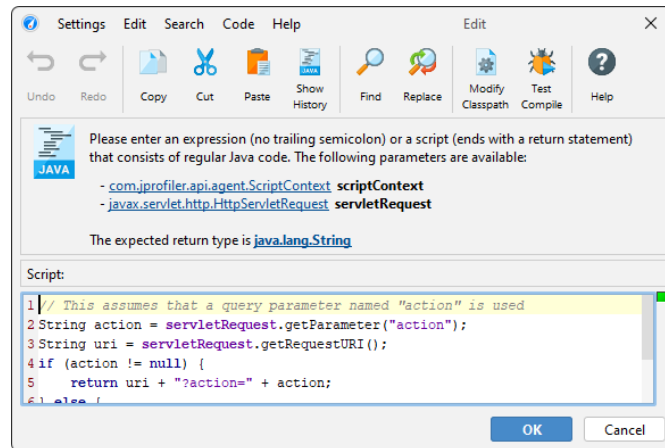 Settings Edit Search Code Help Edit
Undo Redo Copy Cut Paste Show History Find Replace Modify Classpath Test Compile Help
Please enter an expression (no trailing semicolon) or a script (ends with a return statement)
that consists of regular Java code. The following parameters are available:
- com.jprofiler.api.agent.ScriptContext scriptContext
- javax.servlet.http.HttpServletRequest servletRequest
The expected return type is java.lang.String
JAVA
Script:
1 // This assumes that a query parameter named "action" is used
2 String action = servletRequest.getParameter("action");
3 String uri = servletRequest.getRequestURI();
4 if (action != null) {
5     return uri + "?action=" + action;
6 } else {
OK Cancel